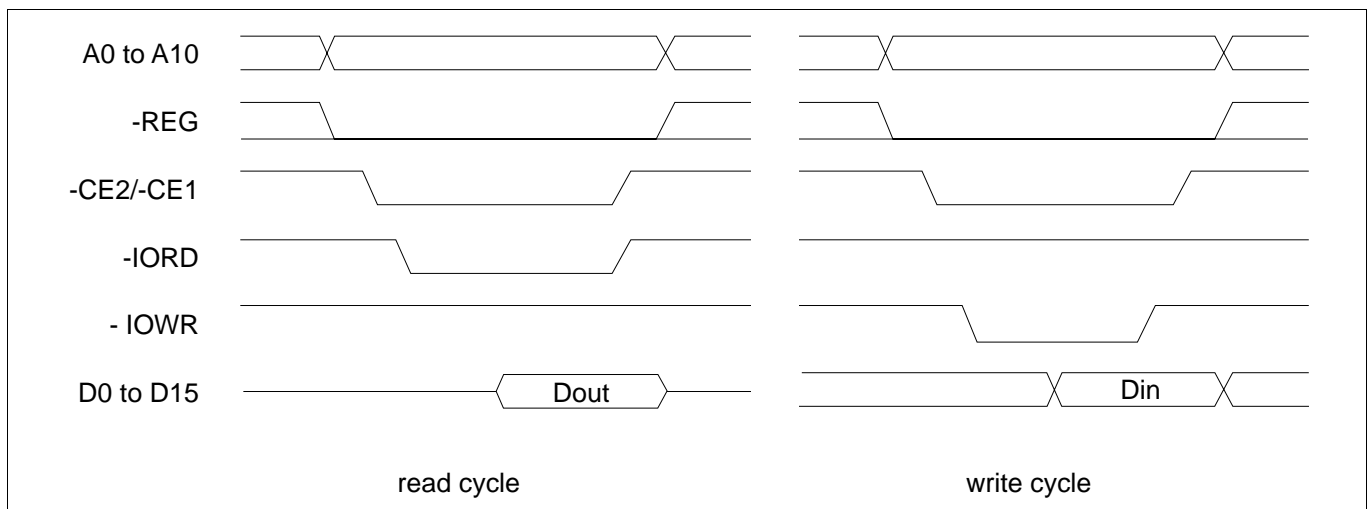 A0 to A10
-REG
-CE2/-CE1
-IORD
- IOWR
D0 to D15 Dout Din
read cycle write cycle